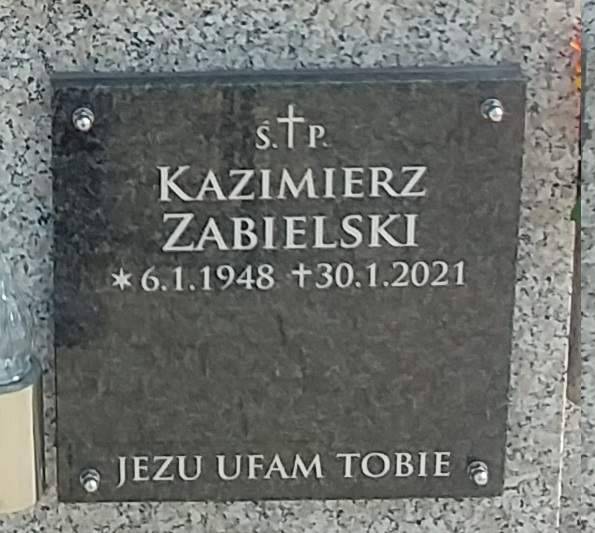 Ś.✝P.
KAZIMIERZ
ZABIELSKI
✶6.1.1948 ✝30.1.2021
JEZU UFAM TOBIE